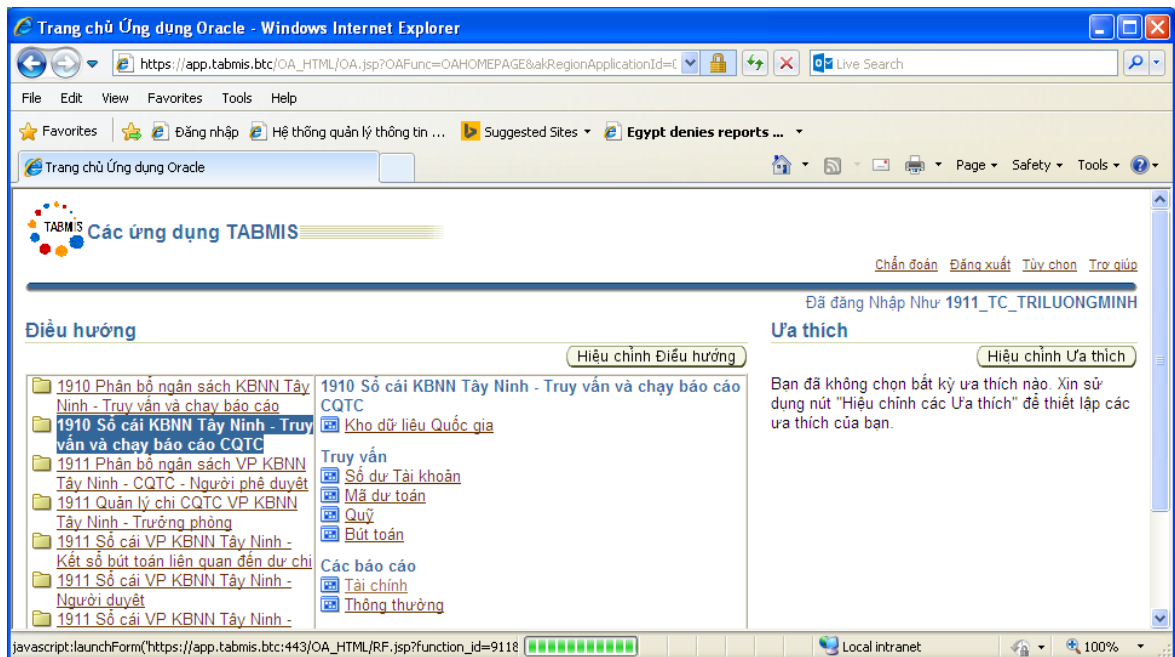 Trang chủ Ứng dụng Oracle - Windows Internet Explorer
https://app.tabmis.btc/OA_HTML/OA.jsp?OAFunc=OAHOMEPAGE&akRegionApplicationId=
Live Search
File Edit View Favorites Tools Help
Favorites Đăng nhập Hệ thống quản lý thông tin ... Suggested Sites Egypt denies reports ...
Trang chủ Ứng dụng Oracle
Page Safety Tools
TABMIS Các ứng dụng TABMIS
Chẩn đoán Đăng xuất Tùy chọn Trợ giúp
Đã đăng Nhập Như 1911_TC_TRILUONGMINH
Điều hướng
Hiệu chỉnh Điều hướng
1910 Phân bổ ngân sách KBNN Tây
Ninh - Truy vấn và chạy báo cáo
1910 Sổ cái KBNN Tây Ninh - Truy
vấn và chạy báo cáo CQTC
1911 Phân bổ ngân sách VP KBNN
Tây Ninh - CQTC - Người phê duyệt
1911 Quản lý chi CQTC VP KBNN
Tây Ninh - Trưởng phòng
1911 Sổ cái VP KBNN Tây Ninh -
Kết sổ bút toán liên quan đến dự chi
1911 Sổ cái VP KBNN Tây Ninh -
Người duyệt
1911 Sổ cái VP KBNN Tây Ninh -
1910 Sổ cái KBNN Tây Ninh - Truy vấn và chạy báo cáo
CQTC
Kho dữ liệu Quốc gia
Truy vấn
Số dư Tài khoản
Mã dự toán
Quỹ
Bút toán
Các báo cáo
Tài chính
Thông thường
Ưa thích
Hiệu chỉnh Ưa thích
Bạn đã không chọn bất kỳ ưa thích nào. Xin sử
dụng nút "Hiệu chỉnh các Ưa thích" để thiết lập các
ưa thích của bạn.
javascript:launchForm('https://app.tabmis.btc:443/OA_HTML/RF.jsp?function_id=9118
Local intranet
100%